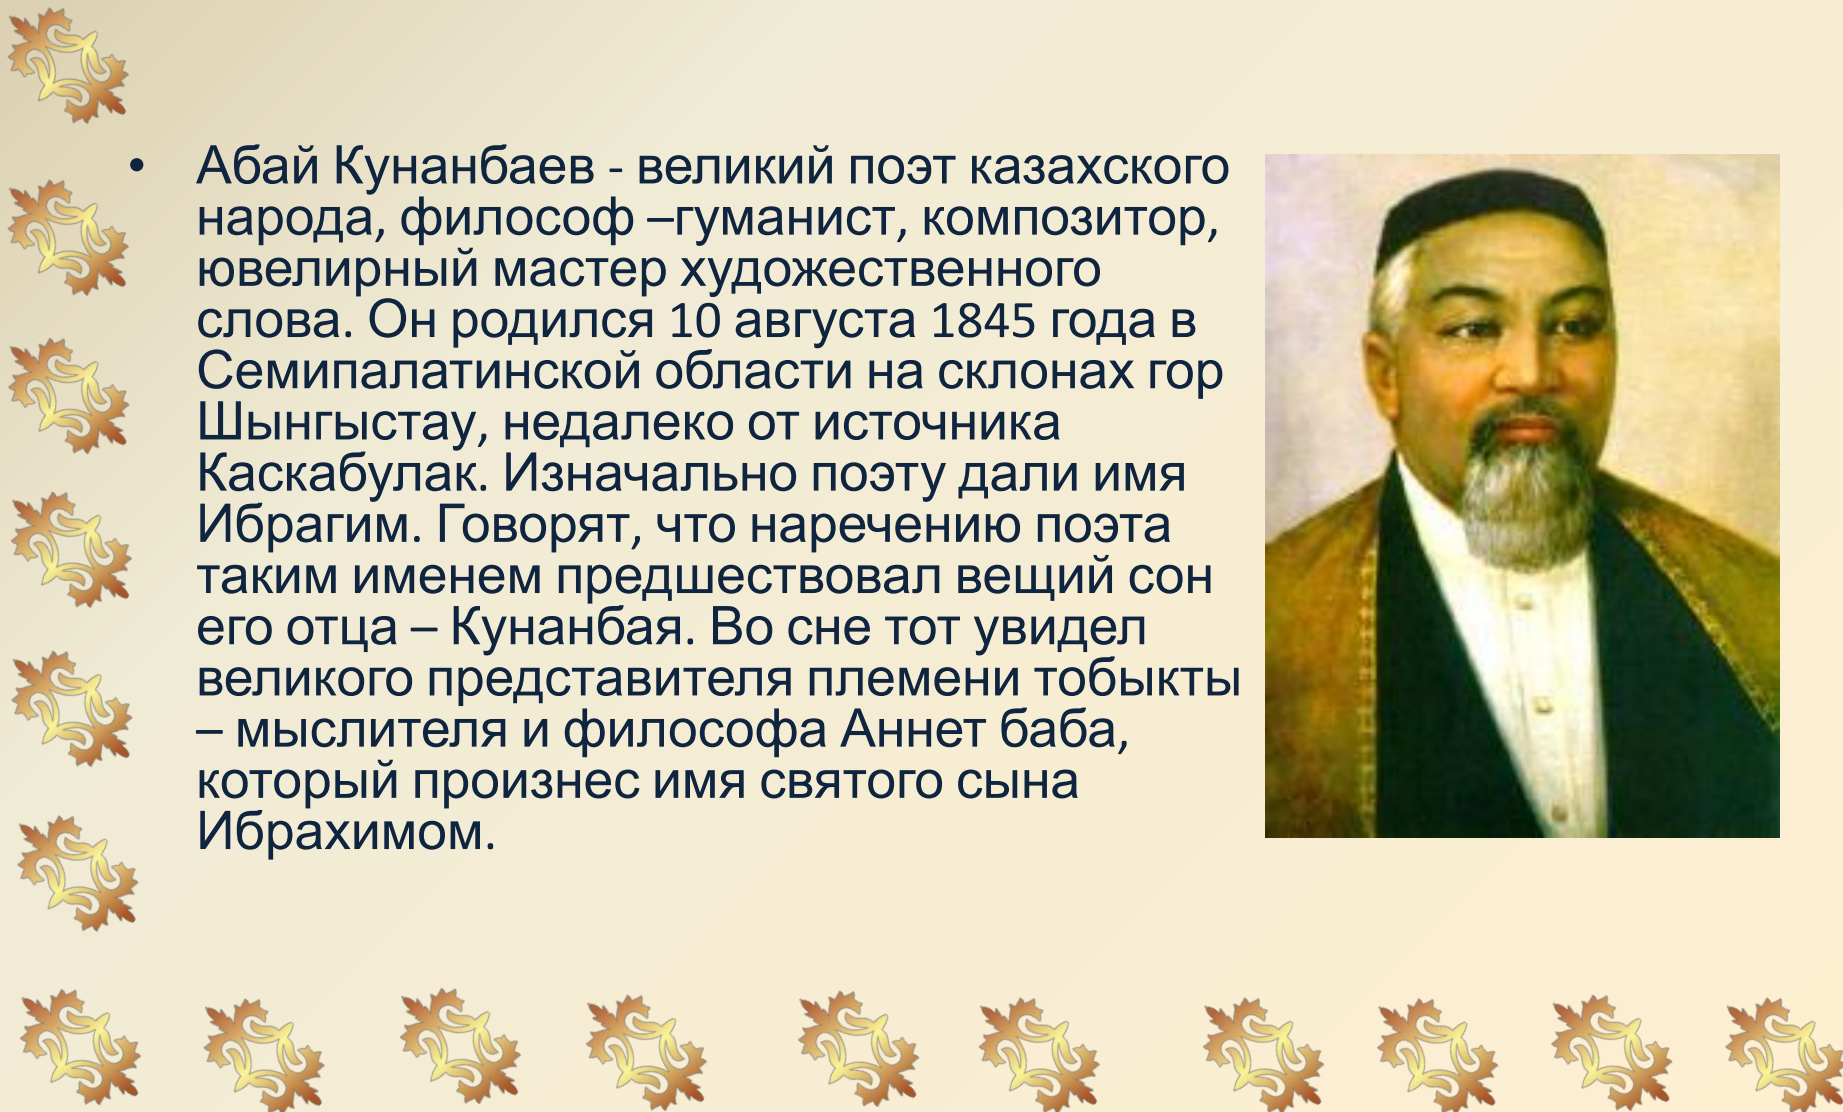 • Абай Кунанбаев - великий поэт казахского
народа, философ –гуманист, композитор,
ювелирный мастер художественного
слова. Он родился 10 августа 1845 года в
Семипалатинской области на склонах гор
Шынгыстау, недалеко от источника
Каскабулак. Изначально поэту дали имя
Ибрагим. Говорят, что наречению поэта
таким именем предшествовал вещий сон
его отца – Кунанбая. Во сне тот увидел
великого представителя племени тобыкты
– мыслителя и философа Аннет баба,
который произнес имя святого сына
Ибрахимом.